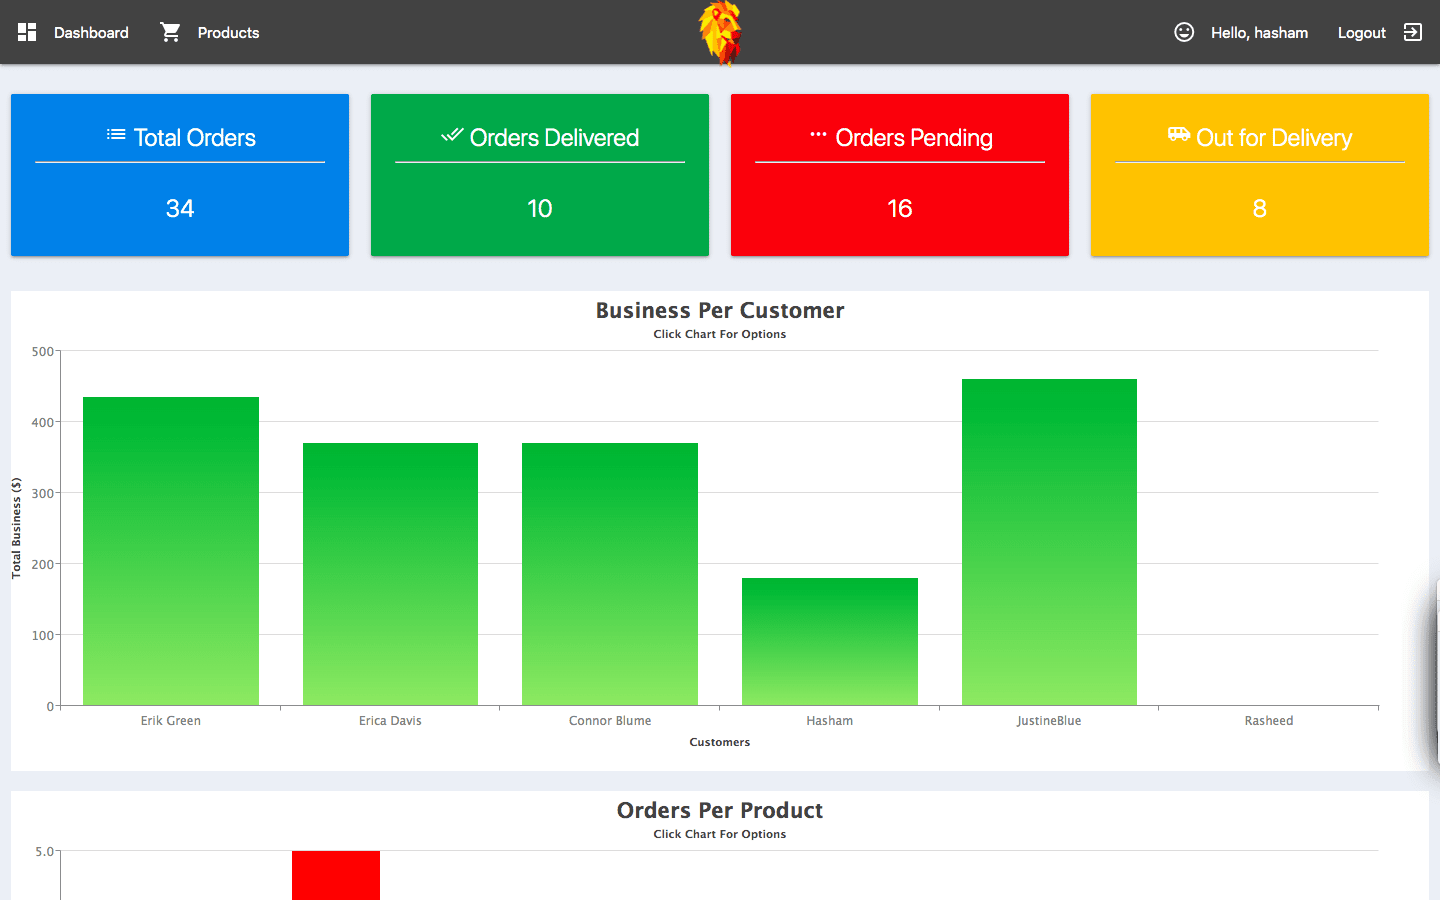 Dashboard Products Hello, hasham Logout
Total Orders
34
Orders Delivered
10
Orders Pending
16
Out for Delivery
8
Business Per Customer
Click Chart For Options
500
400
300
200
100
0
Total Business ($)
Erik Green Erica Davis Connor Blume Hasham JustineBlue Rasheed
Customers
Orders Per Product
Click Chart For Options
5.0